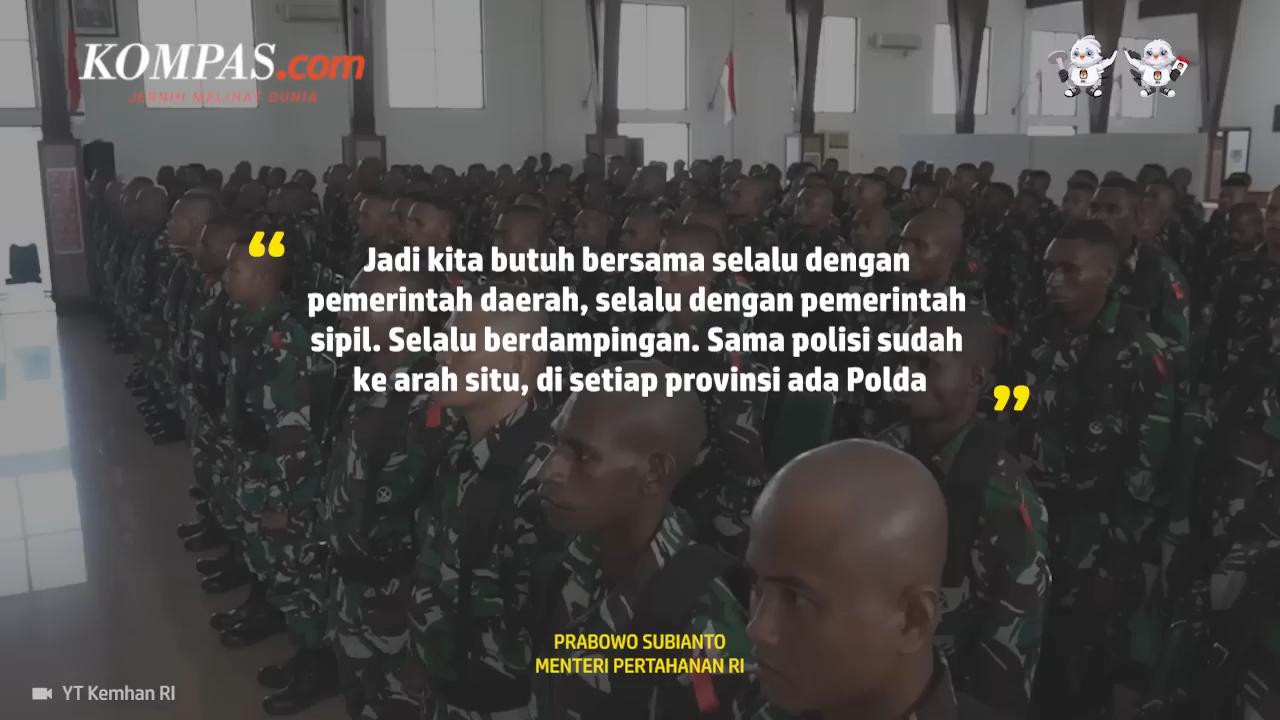 KOMPAS.com
JERNIH MELIHAT DUNIA
“
Jadi kita butuh bersama selalu dengan
pemerintah daerah, selalu dengan pemerintah
sipil. Selalu berdampingan. Sama polisi sudah
ke arah situ, di setiap provinsi ada Polda
”
PRABOWO SUBIANTO
MENTERI PERTAHANAN RI
YT Kemhan RI